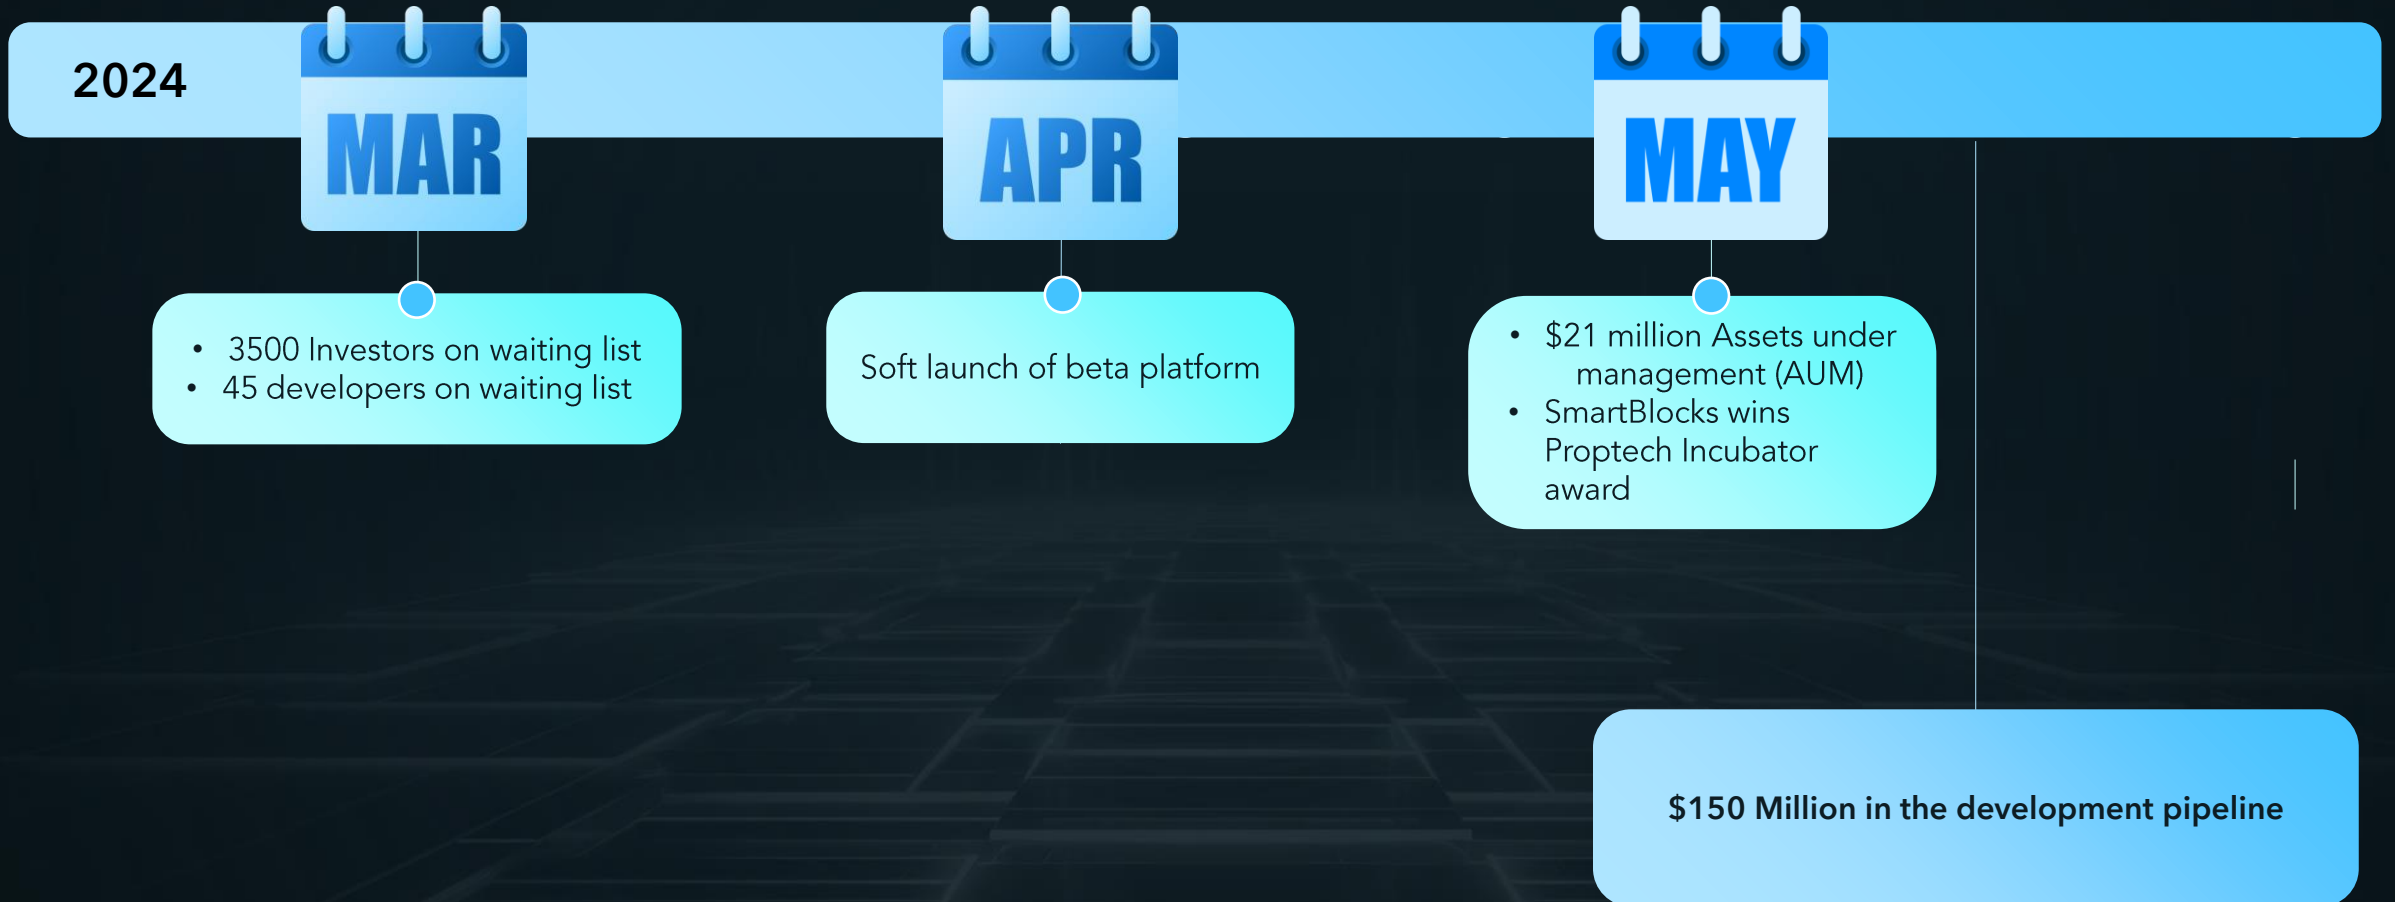 2024
MAR
APR
MAY
• 3500 Investors on waiting list
• 45 developers on waiting list
Soft launch of beta platform
• $21 million Assets under
management (AUM)
• SmartBlocks wins
Proptech Incubator
award
$150 Million in the development pipeline